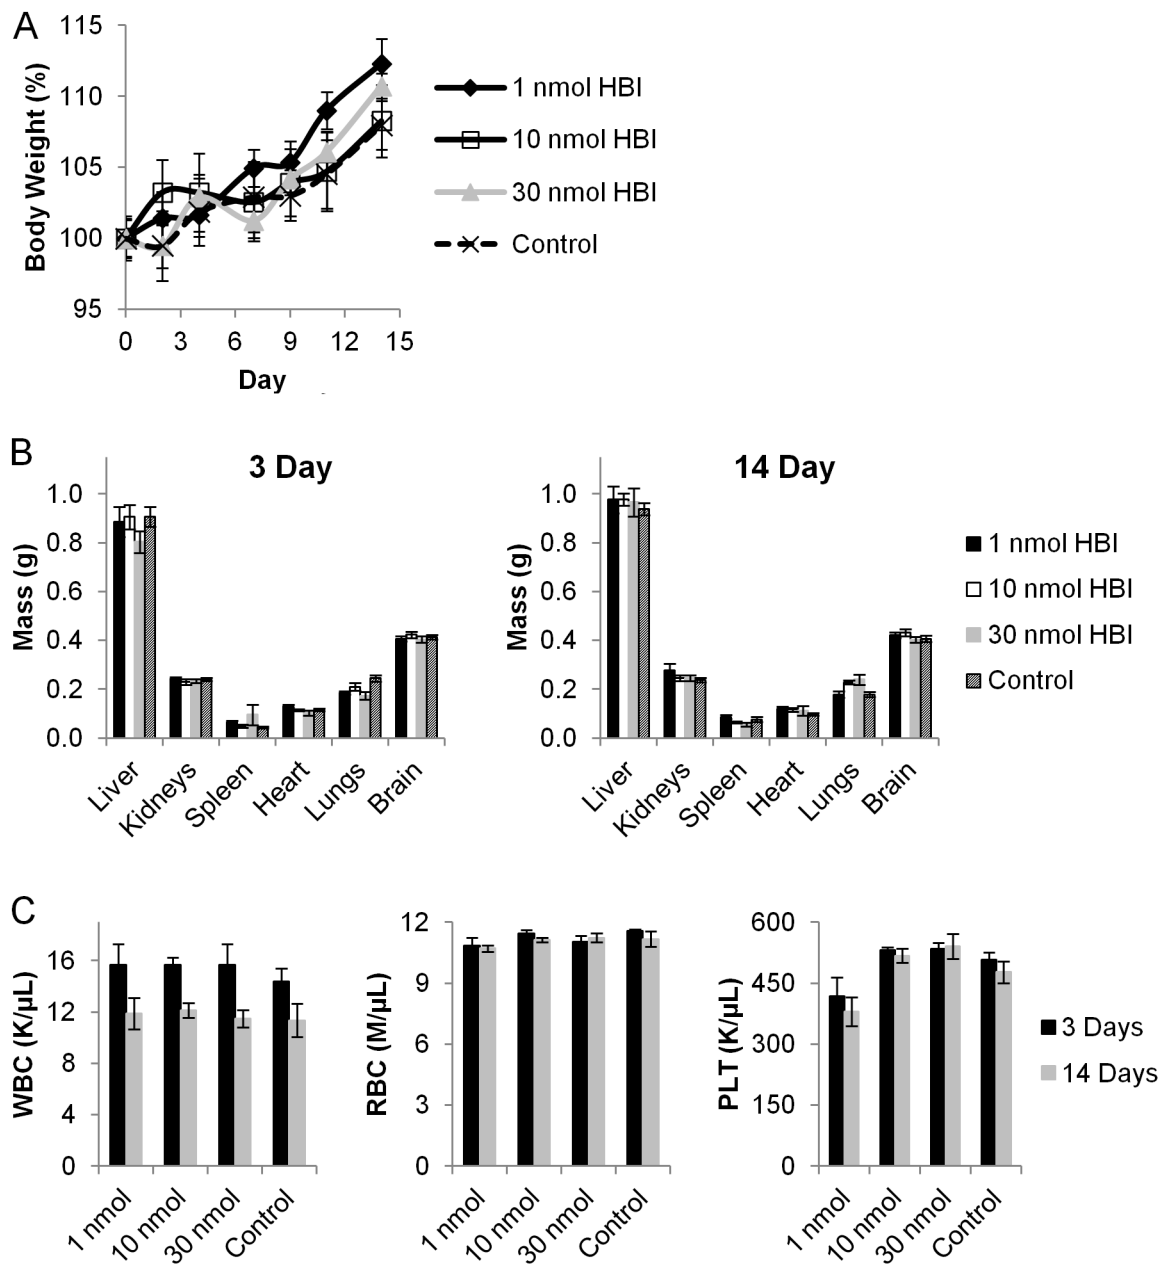 A
115
110
105
100
95
Body Weight (%)
0 3 6 9 12 15
Day
1 nmol HBI
10 nmol HBI
30 nmol HBI
Control
B
3 Day
1.0
0.8
0.6
0.4
0.2
0.0
Mass (g)
Liver Kidneys Spleen Heart Lungs Brain
14 Day
1.0
0.8
0.6
0.4
0.2
0.0
Mass (g)
Liver Kidneys Spleen Heart Lungs Brain
1 nmol HBI
10 nmol HBI
30 nmol HBI
Control
C
16
12
8
4
0
WBC (K/µL)
1 nmol 10 nmol 30 nmol Control
12
9
6
3
0
RBC (M/µL)
1 nmol 10 nmol 30 nmol Control
600
450
300
150
0
PLT (K/µL)
1 nmol 10 nmol 30 nmol Control
3 Days
14 Days